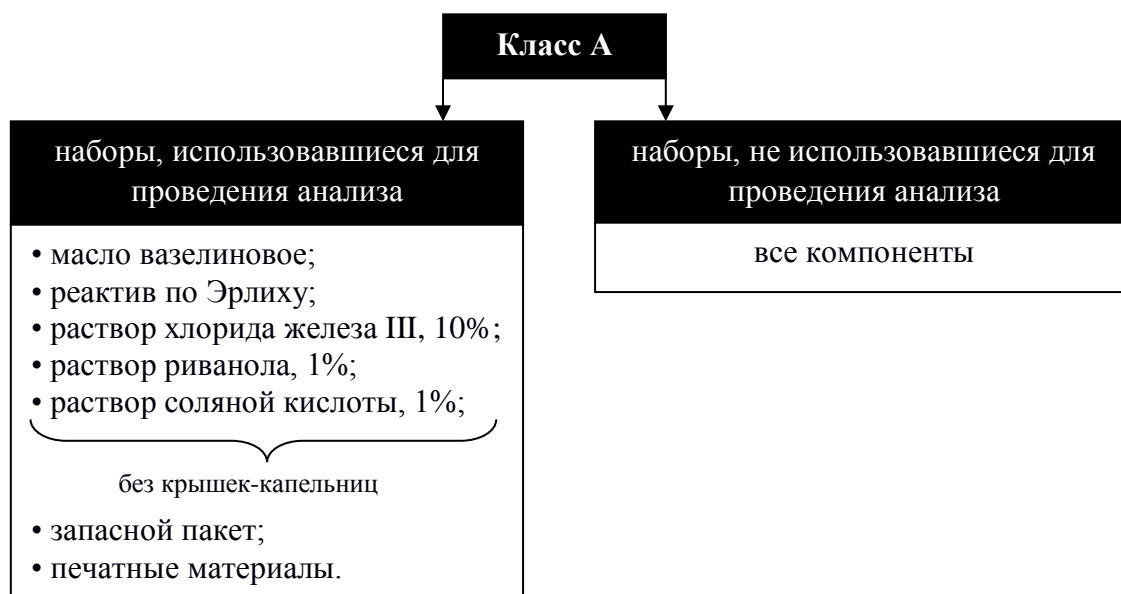 Класс А
наборы, использовавшиеся для
проведения анализа
• масло вазелиновое;
• реактив по Эрлиху;
• раствор хлорида железа III, 10%;
• раствор риванола, 1%;
• раствор соляной кислоты, 1%;
без крышек-капельниц
• запасной пакет;
• печатные материалы.
наборы, не использовавшиеся для
проведения анализа
все компоненты